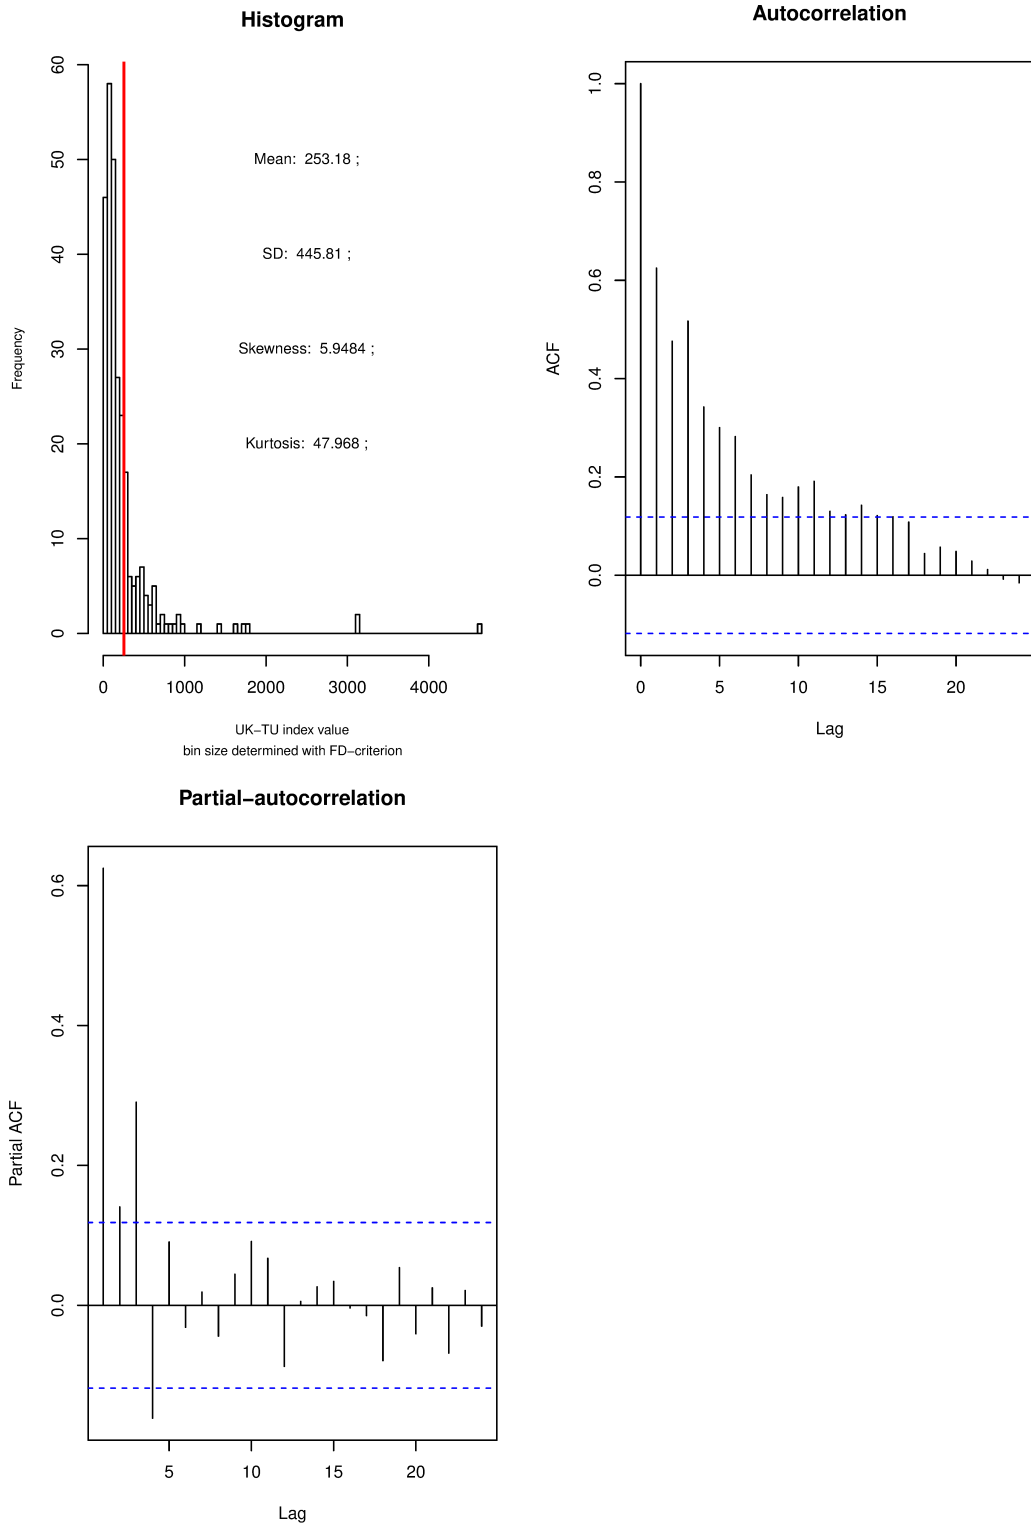 Histogram
Frequency
0
10
20
30
40
50
60
Mean:  253.18 ;
SD:  445.81 ;
Skewness:  5.9484 ;
Kurtosis:  47.968 ;
0
1000
2000
3000
4000
UK−TU index value
bin size determined with FD−criterion
Autocorrelation
ACF
0.0
0.2
0.4
0.6
0.8
1.0
0
5
10
15
20
Lag
Partial−autocorrelation
Partial ACF
0.0
0.2
0.4
0.6
5
10
15
20
Lag